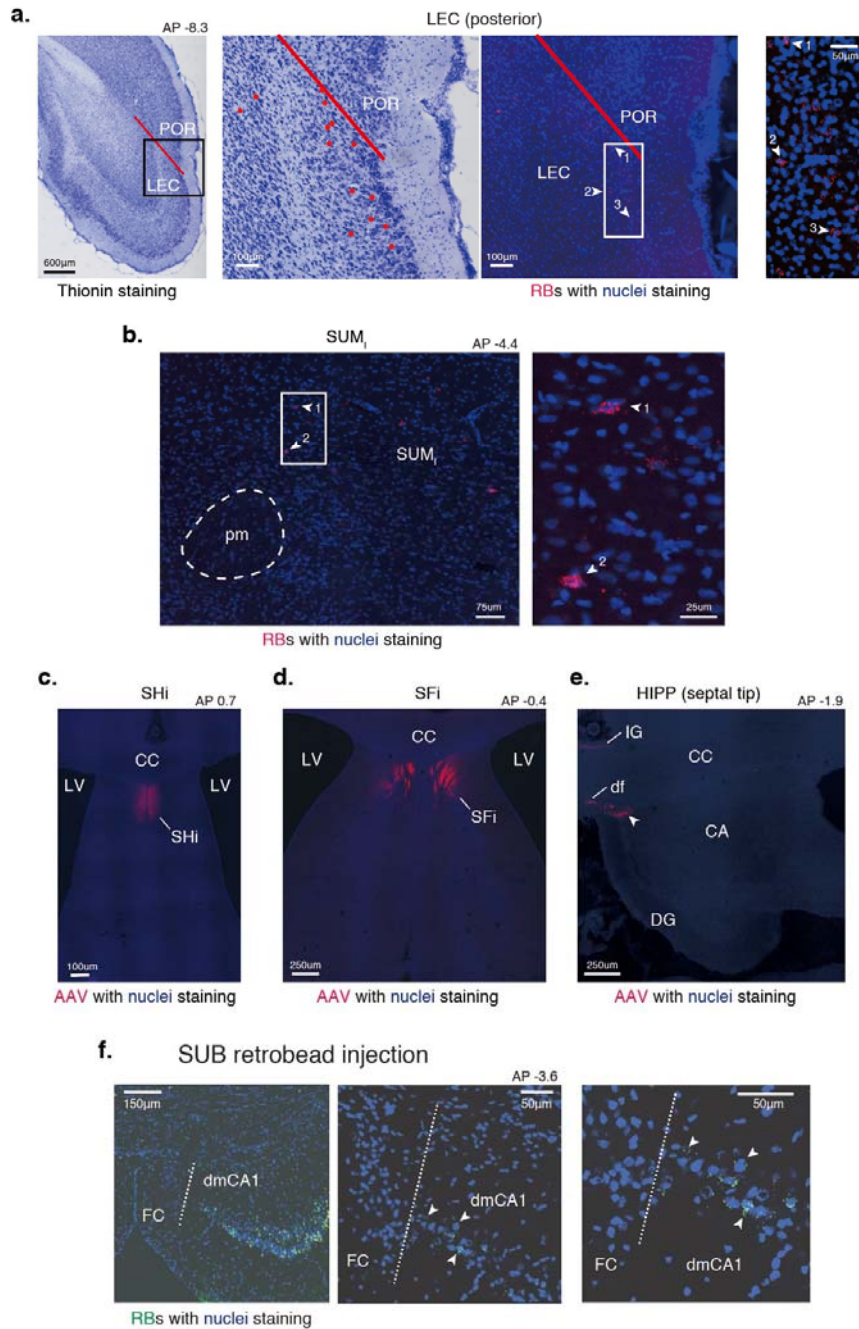 a.
AP -8.3
LEC (posterior)
POR
LEC
600µm
Thionin staining
POR
100µm
POR
LEC
1
2
3
100µm
RBs with nuclei staining
50µm
1
2
3
b.
SUMl
AP -4.4
1
2
SUMl
pm
75um
RBs with nuclei staining
1
2
25um
c.
SHi
AP 0.7
CC
LV
LV
SHi
100um
AAV with nuclei staining
d.
SFi
AP -0.4
CC
LV
LV
SFi
250um
AAV with nuclei staining
e.
HIPP (septal tip)
AP -1.9
IG
CC
df
CA
DG
250um
AAV with nuclei staining
f.
SUB retrobead injection
AP -3.6
150µm
dmCA1
FC
RBs with nuclei staining
50µm
dmCA1
FC
50µm
FC
dmCA1